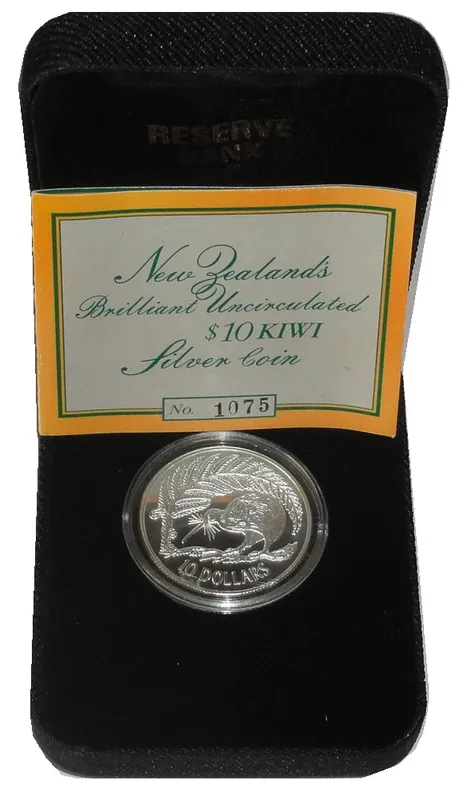 RESERVE
BANK
New Zealand's
Brilliant Uncirculated
$10 KIWI
Silver Coin
No. 1075
10 DOLLARS